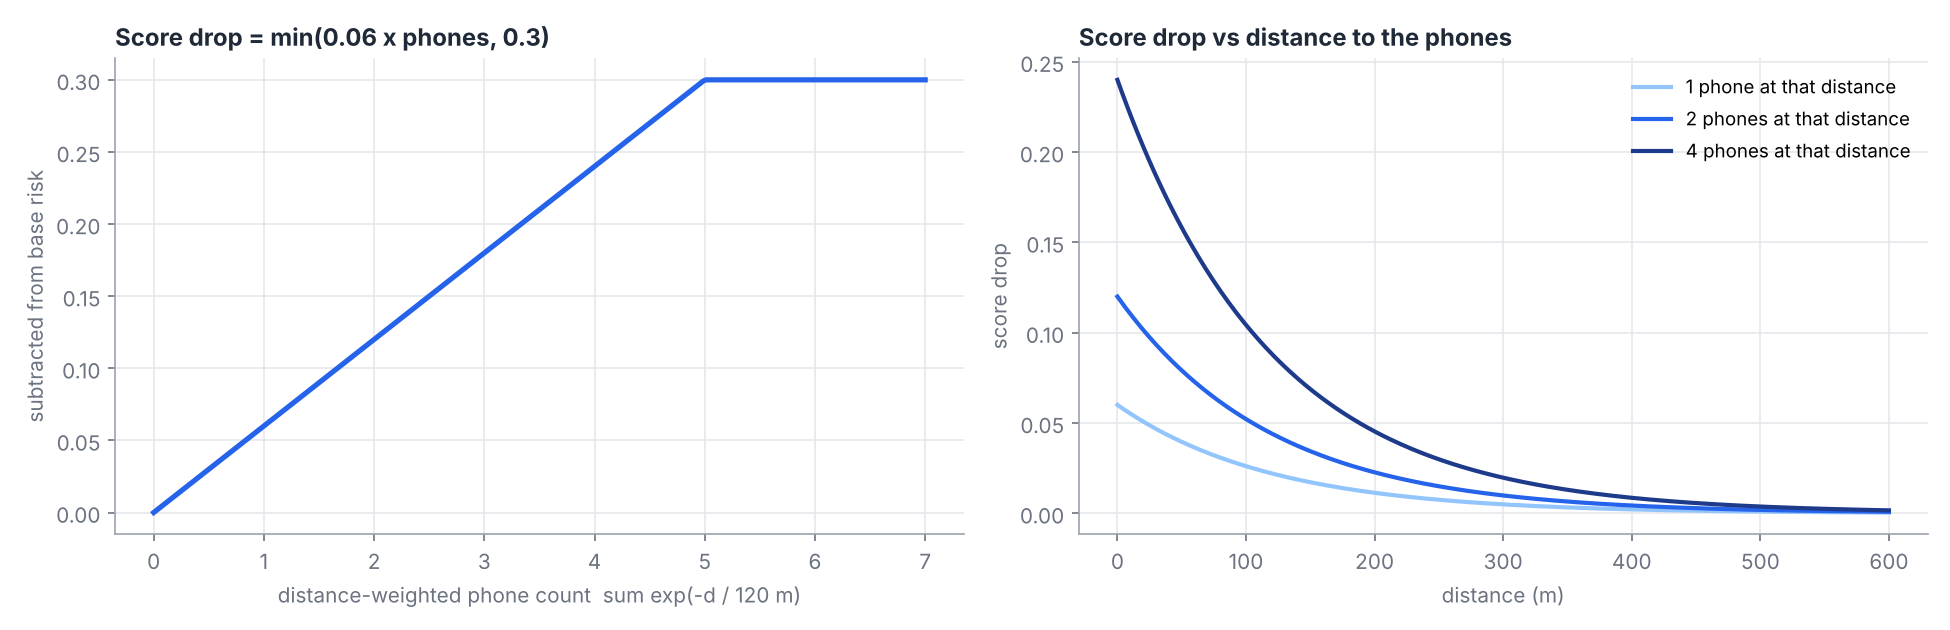 Score drop = min(0.06 x phones, 0.3)
0.30
0.25
0.20
0.15
0.10
0.05
0.00
subtracted from base risk
0 1 2 3 4 5 6 7
distance-weighted phone count  sum exp(-d / 120 m)
Score drop vs distance to the phones
0.25
0.20
0.15
0.10
0.05
0.00
score drop
1 phone at that distance
2 phones at that distance
4 phones at that distance
0 100 200 300 400 500 600
distance (m)